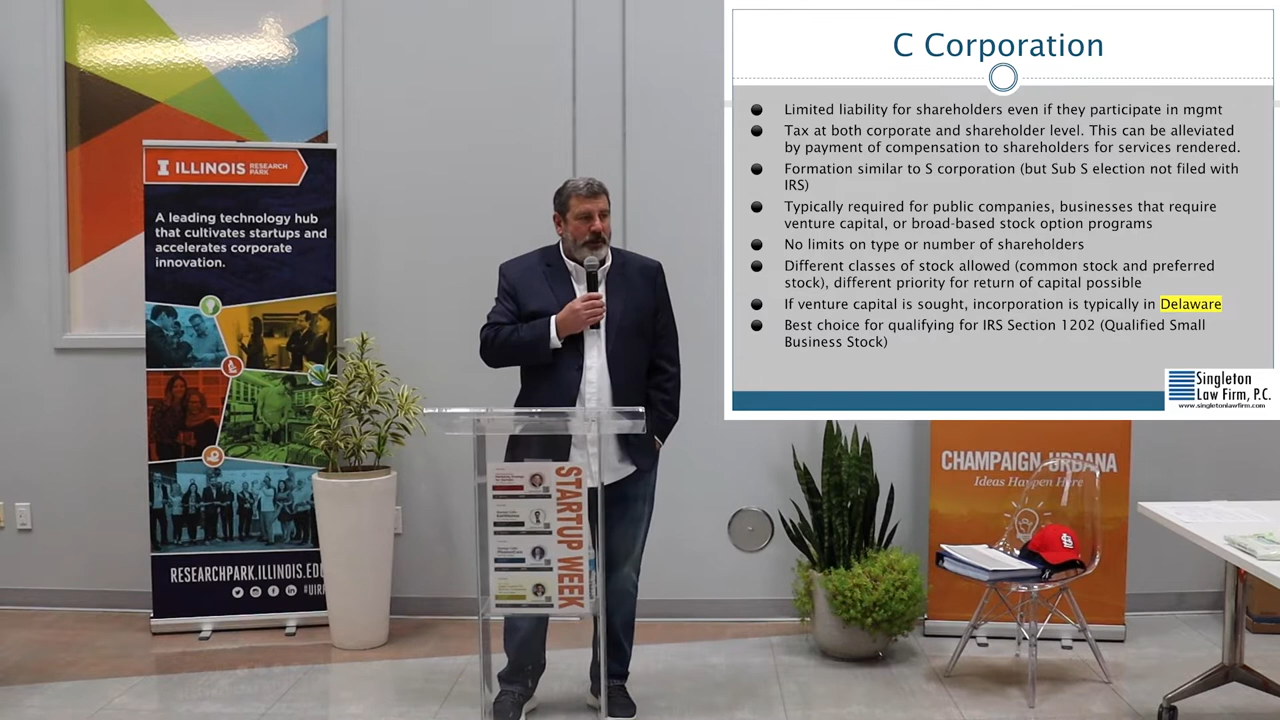 C Corporation
Limited liability for shareholders even if they participate in mgmt
Tax at both corporate and shareholder level. This can be alleviated
by payment of compensation to shareholders for services rendered.
Formation similar to S corporation (but Sub S election not filed with
IRS)
Typically required for public companies, businesses that require
venture capital, or broad-based stock option programs
No limits on type or number of shareholders
Different classes of stock allowed (common stock and preferred
stock), different priority for return of capital possible
If venture capital is sought, incorporation is typically in Delaware
Best choice for qualifying for IRS Section 1202 (Qualified Small
Business Stock)
Singleton
Law Firm, P.C.
www.singletonlawfirm.com
ILLINOIS RESEARCH
PARK
A leading technology hub
that cultivates startups and
accelerates corporate
innovation.
RESEARCHPARK.ILLINOIS.EDU
STARTUP WEEK
CHAMPAIGN-URBANA
Ideas Happen Here